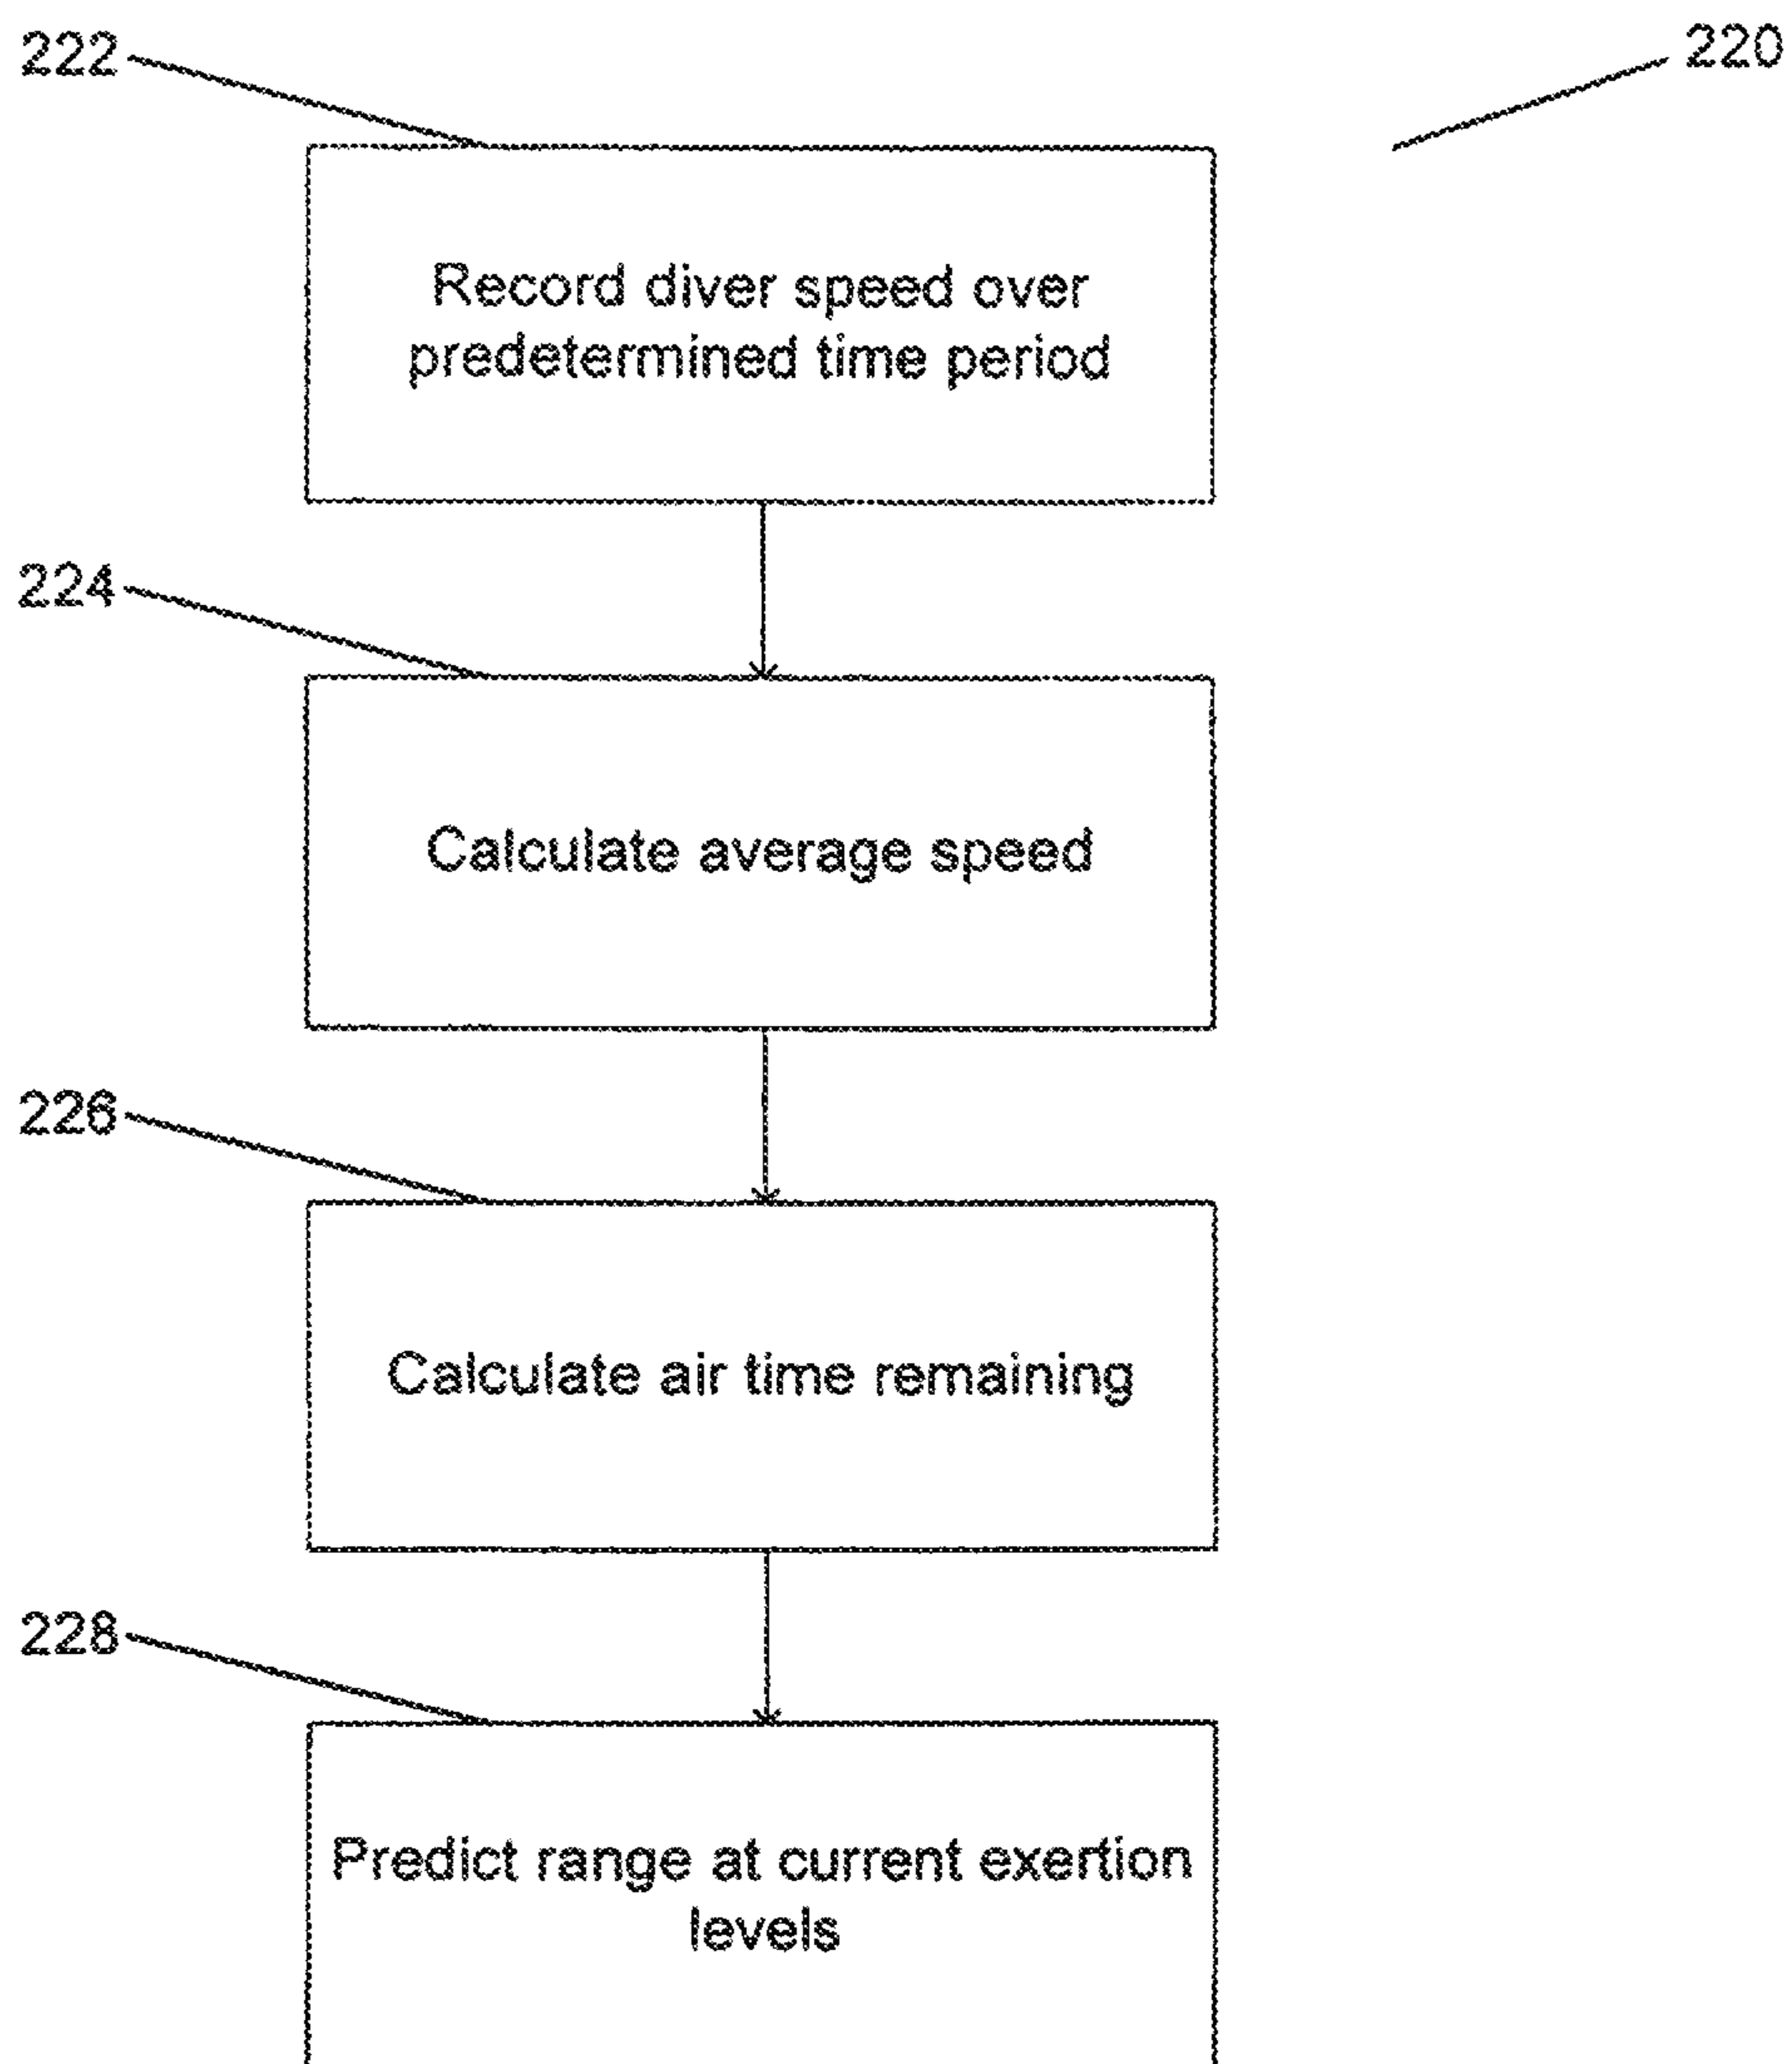 222
220
Record diver speed over
predetermined time period
224
Calculate average speed
226
Calculate air time remaining
228
Predict range at current exertion
levels